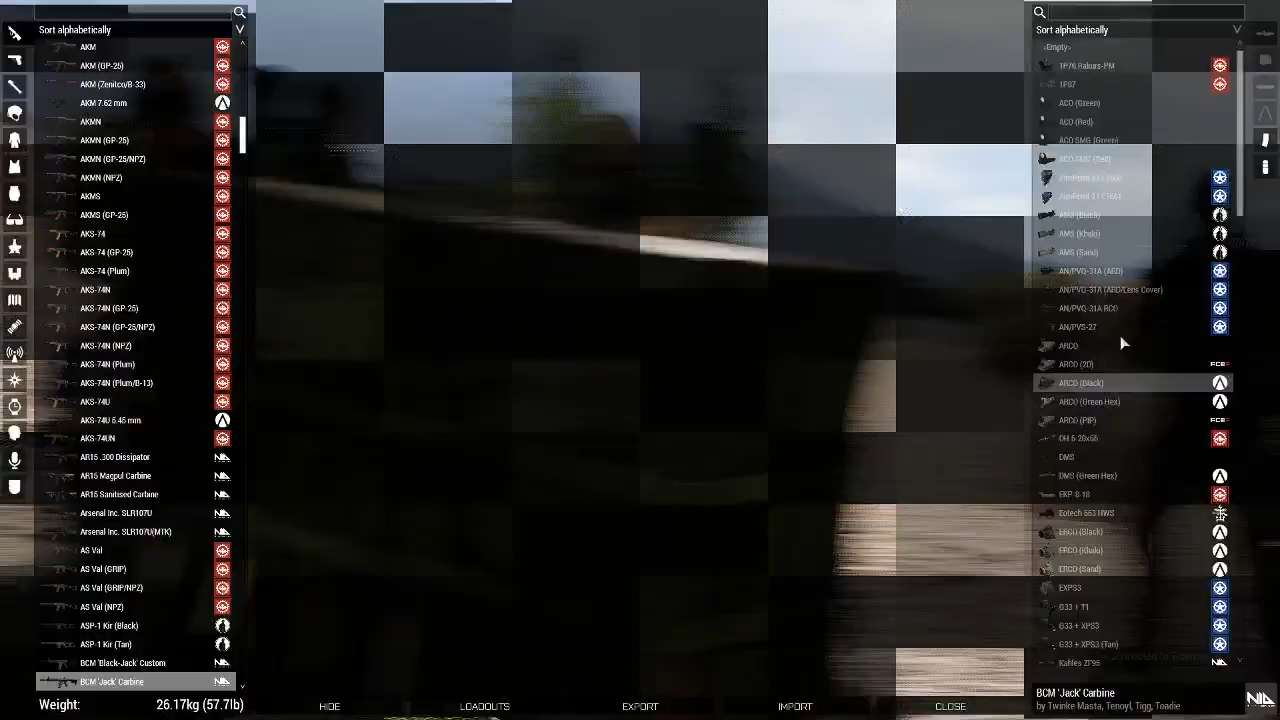 Sort alphabetically
AKM
AKM (GP-25)
AKM (Zenitco/B-33)
AKM 7.62 mm
AKMN
AKMN (GP-25)
AKMN (GP-25/NPZ)
AKMN (NPZ)
AKMS
AKMS (GP-25)
AKS-74
AKS-74 (GP-25)
AKS-74 (Plum)
AKS-74N
AKS-74N (GP-25)
AKS-74N (GP-25/NPZ)
AKS-74N (NPZ)
AKS-74N (Plum)
AKS-74N (Plum/B-13)
AKS-74U
AKS-74U 5.45 mm
AKS-74UN
AR15 .300 Dissipator
AR15 Magpul Carbine
AR15 Sanitised Carbine
Arsenal Inc. SLR107U
Arsenal Inc. SLR107U(MTK)
AS Val
AS Val (GRIP)
AS Val (GRIP/NPZ)
AS Val (NPZ)
ASP-1 Kir (Black)
ASP-1 Kir (Tan)
BCM 'Black-Jack' Custom
BCM 'Jack' Carbine
Weight: 26.17kg (57.7lb)
HIDE
LOADOUTS
EXPORT
IMPORT
CLOSE
Sort alphabetically
<Empty>
1P76 Rakurs-PM
1P87
ACO (Green)
ACO (Red)
ACO SMG (Green)
ACO SMG (Red)
AMS (Black)
AMS (Khaki)
AMS (Sand)
AN/PVQ-31A (ARD)
AN/PVQ-31A (ARD/Lens Cover)
AN/PVQ-31A RCO
AN/PVS-27
ARCO
ARCO (2D)
ARCO (Black)
ARCO (Green Hex)
ARCO (PIP)
DH 5-20x56
DMS
DMS (Green Hex)
EKP-8-18
Eotech 553 HWS
ERCO (Black)
ERCO (Khaki)
ERCO (Sand)
EXPS3
G33 + T1
G33 + XPS3
G33 + XPS3 (Tan)
Kahles ZF95
BCM 'Jack' Carbine
by Twinke Masta, Tenoyl, Tigg, Toadie